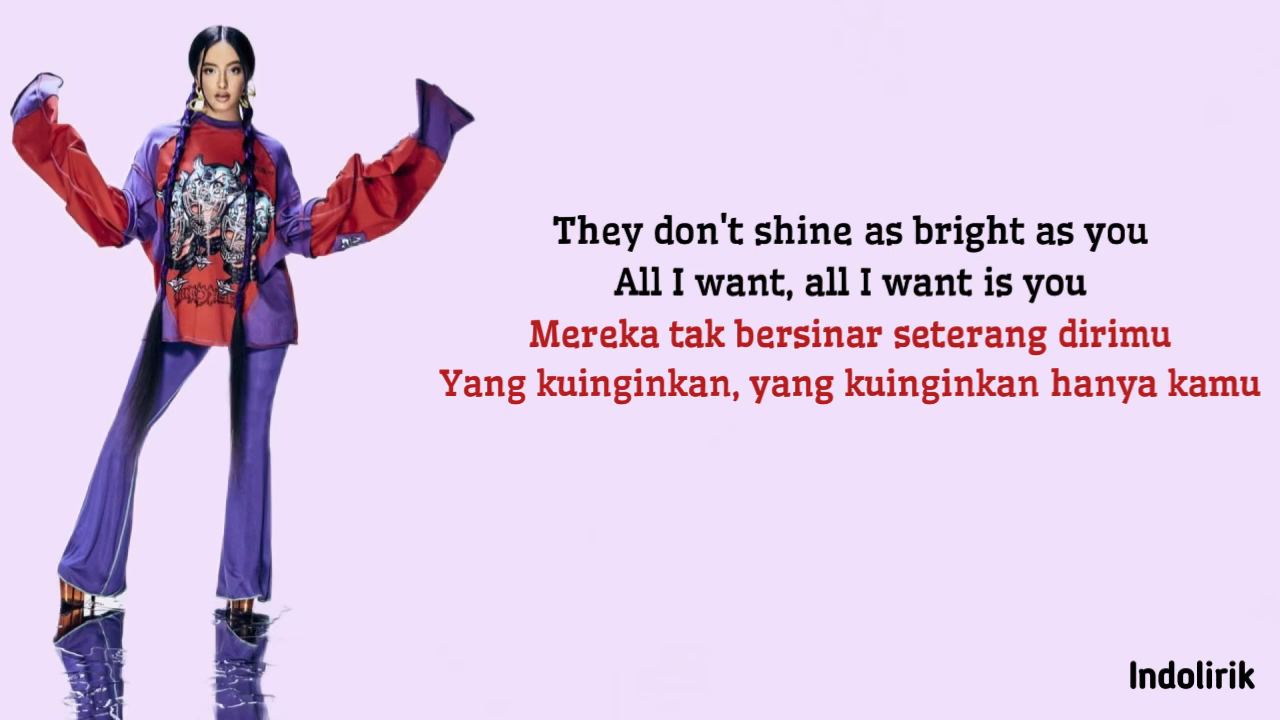 They don't shine as bright as you
All I want, all I want is you
Mereka tak bersinar seterang dirimu
Yang kuinginkan, yang kuinginkan hanya kamu
Indolirik